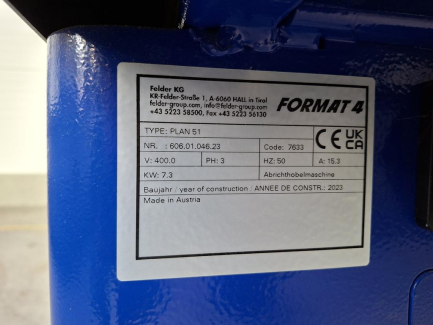 Felder KG
KR-Felder-Straße 1, A-6060 HALL in Tirol
felder-group.com, info@felder-group.com
+43 5223 58500, Fax +43 5223 56130
FORMAT 4
TYPE: PLAN 51
NR. : 606.01.046.23 Code: 7633
CE UKCA
V: 400.0 PH: 3 HZ: 50 A: 15.3
KW: 7.3 Abrichthobelmaschine
Baujahr / year of construction / ANNEE DE CONSTR.: 2023
Made in Austria